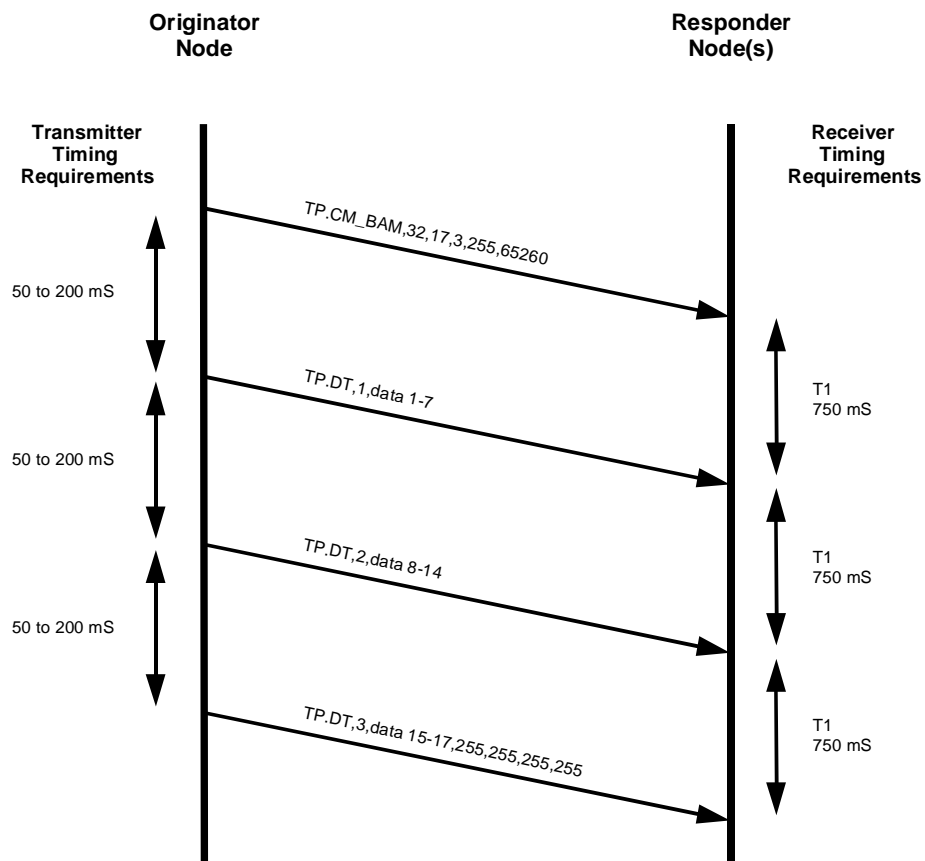 Originator
Node
Responder
Node(s)
Transmitter
Timing
Requirements
Receiver
Timing
Requirements
TP.CM_BAM,32,17,3,255,65260
50 to 200 mS
TP.DT,1,data 1-7
T1
750 mS
50 to 200 mS
TP.DT,2,data 8-14
T1
750 mS
50 to 200 mS
TP.DT,3,data 15-17,255,255,255,255
T1
750 mS